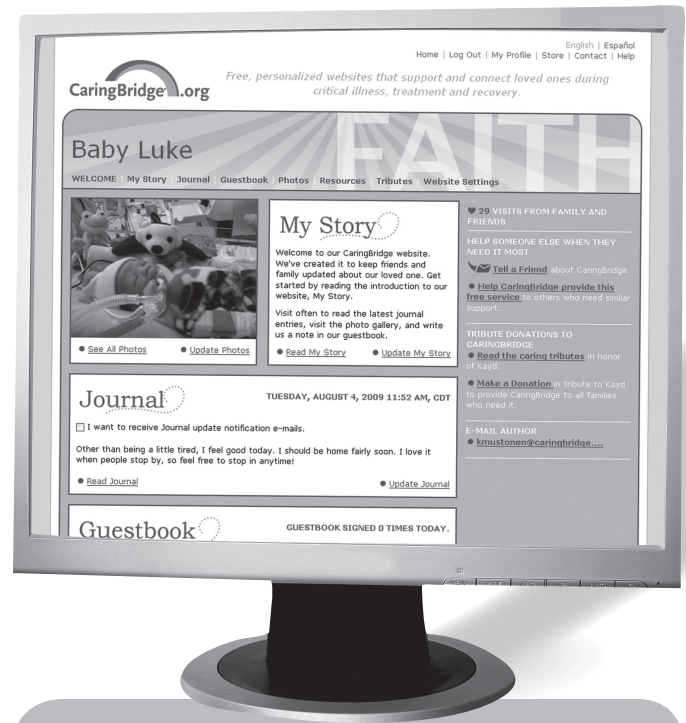 English | Español
Home | Log Out | My Profile | Store | Contact | Help
CaringBridge .org
Free, personalized websites that support and connect loved ones during
critical illness, treatment and recovery.
FAITH
Baby Luke
WELCOME | My Story | Journal | Guestbook | Photos | Resources | Tributes | Website Settings
See All Photos
Update Photos
My Story
Welcome to our CaringBridge website.
We've created it to keep friends and
family updated about our loved one. Get
started by reading the introduction to our
website, My Story.
Visit often to read the latest journal
entries, visit the photo gallery, and write
us a note in our guestbook.
Read My Story
Update My Story
29 VISITS FROM FAMILY AND
FRIENDS
HELP SOMEONE ELSE WHEN THEY
NEED IT MOST
Tell a Friend about CaringBridge.
Help CaringBridge provide this
free service to others who need similar
support.
TRIBUTE DONATIONS TO
CARINGBRIDGE
Read the caring tributes in honor
of Kayd.
Make a Donation in tribute to Kayd
to provide CaringBridge to all families
who need it.
E-MAIL AUTHOR
kmustonen@caringbridge....
Journal
TUESDAY, AUGUST 4, 2009 11:52 AM, CDT
I want to receive Journal update notification e-mails.
Other than being a little tired, I feel good today. I should be home fairly soon. I love it
when people stop by, so feel free to stop in anytime!
Read Journal
Update Journal
Guestbook
GUESTBOOK SIGNED 0 TIMES TODAY.